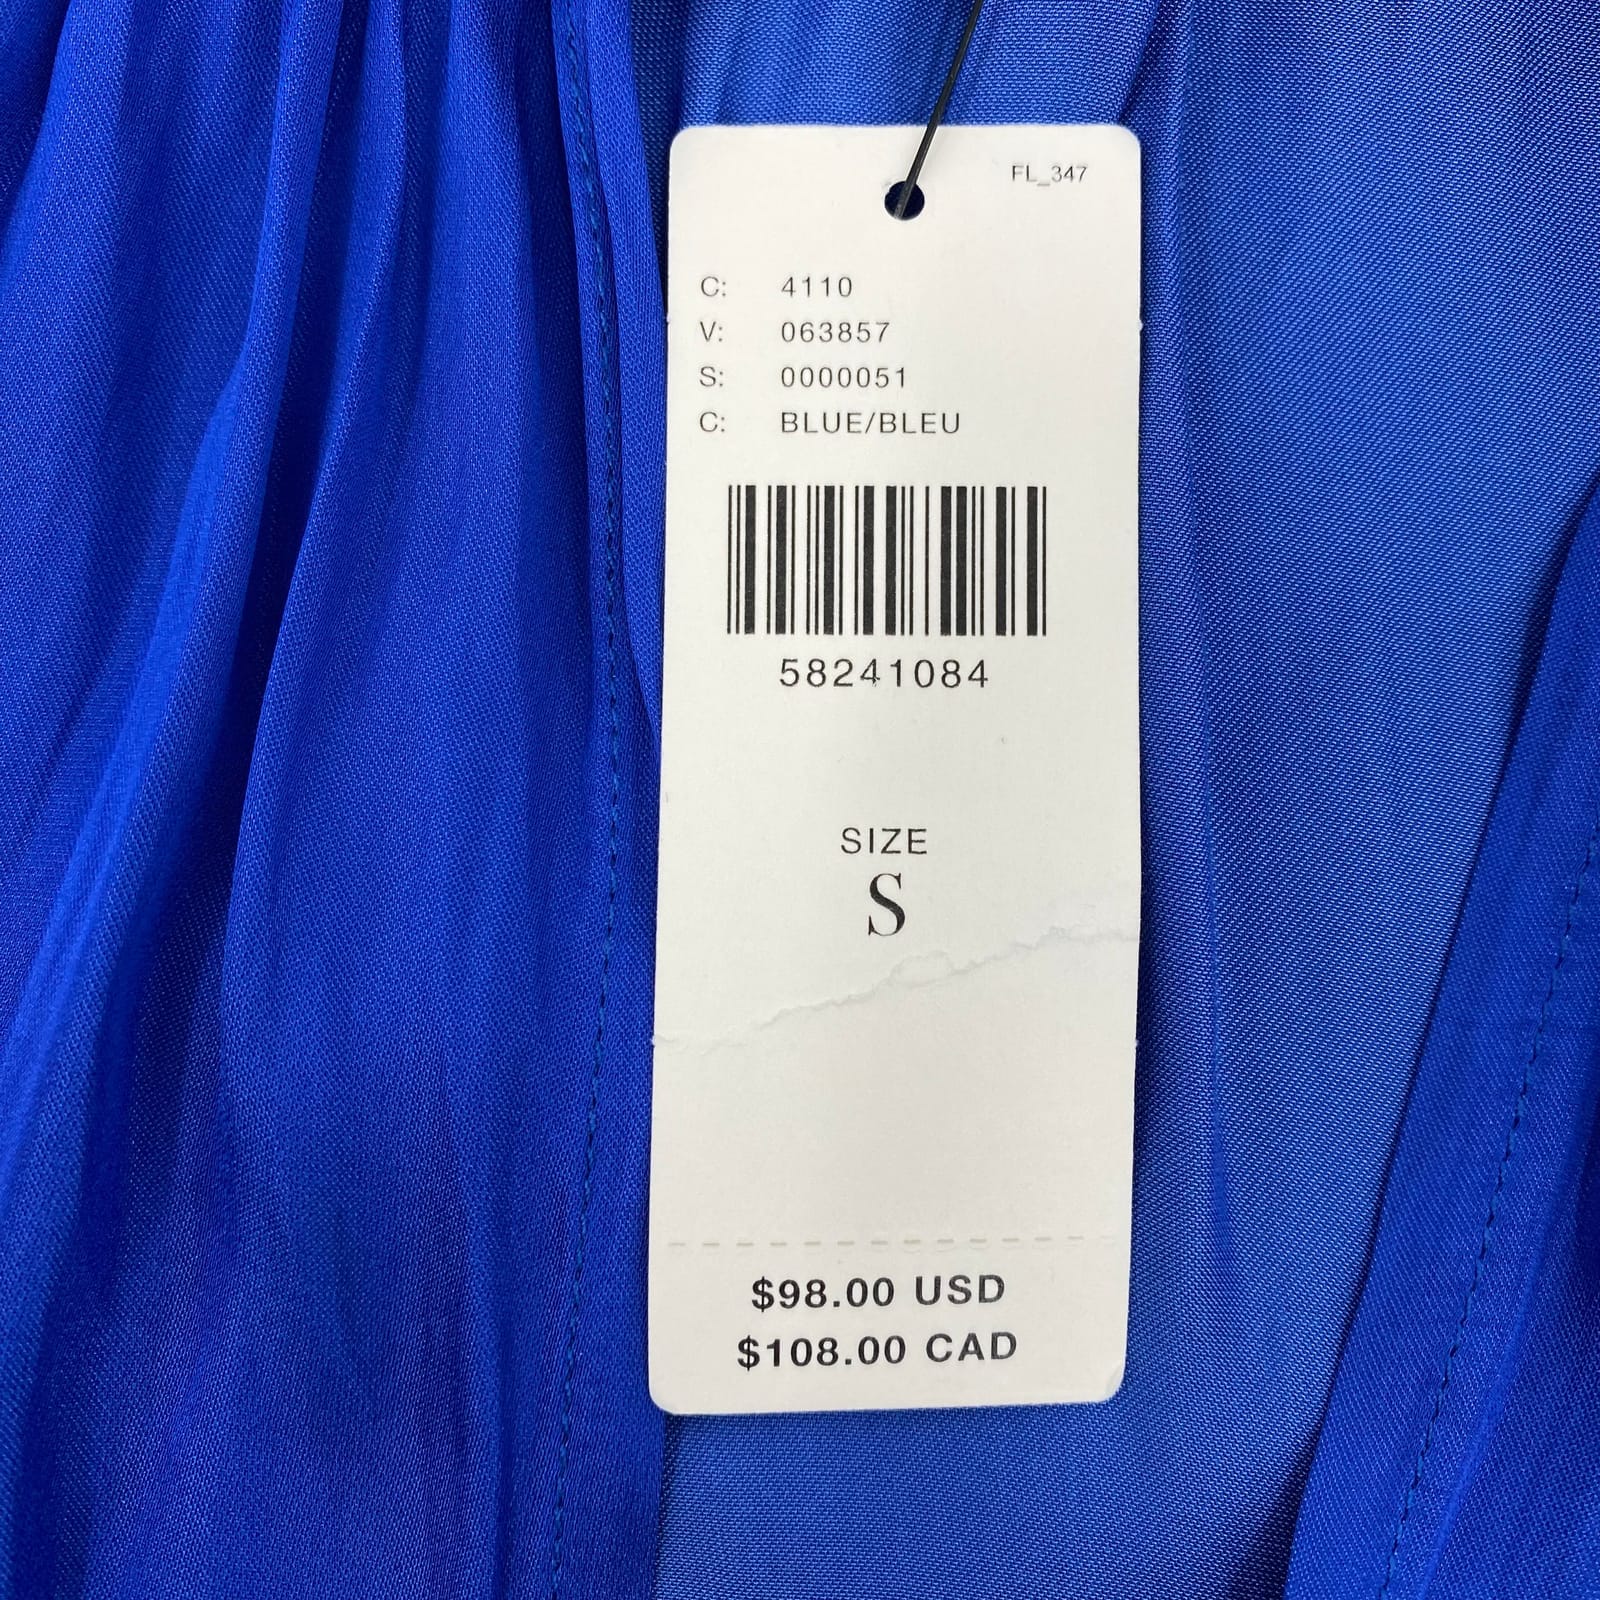 FL_347
C: 4110
V: 063857
S: 0000051
C: BLUE/BLEU
58241084
SIZE
S
$98.00 USD
$108.00 CAD